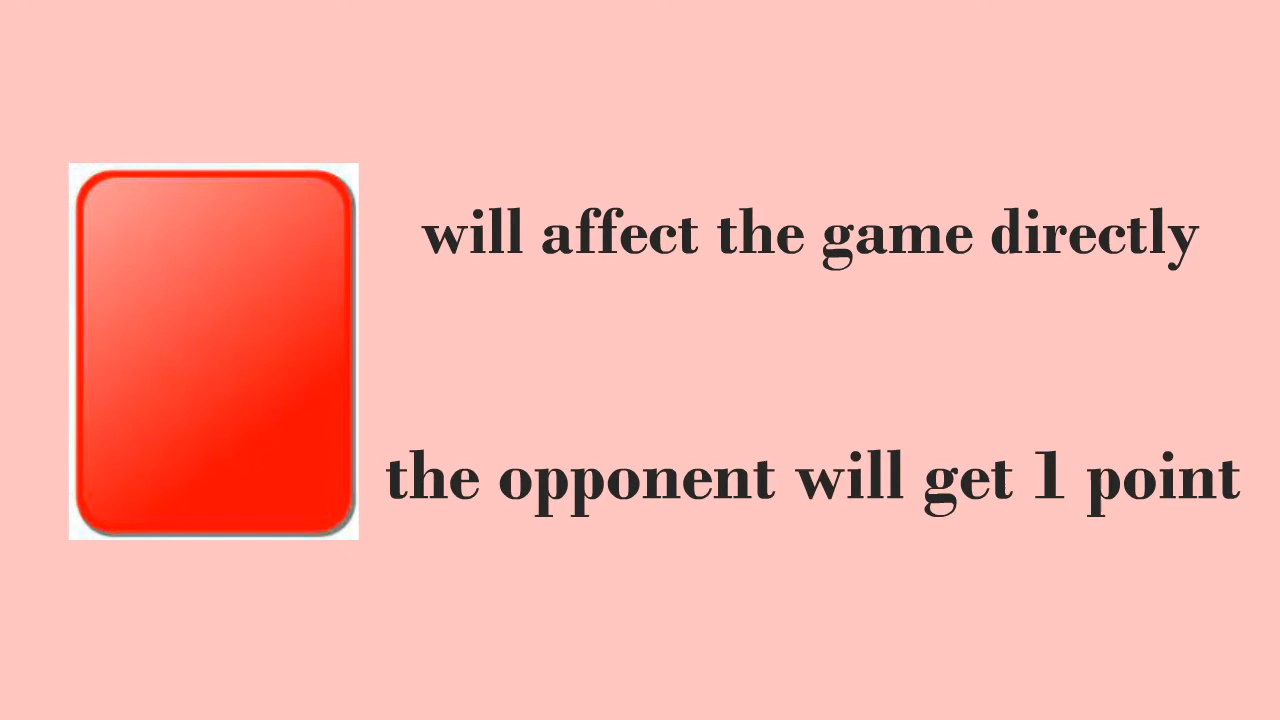 will affect the game directly
the opponent will get 1 point